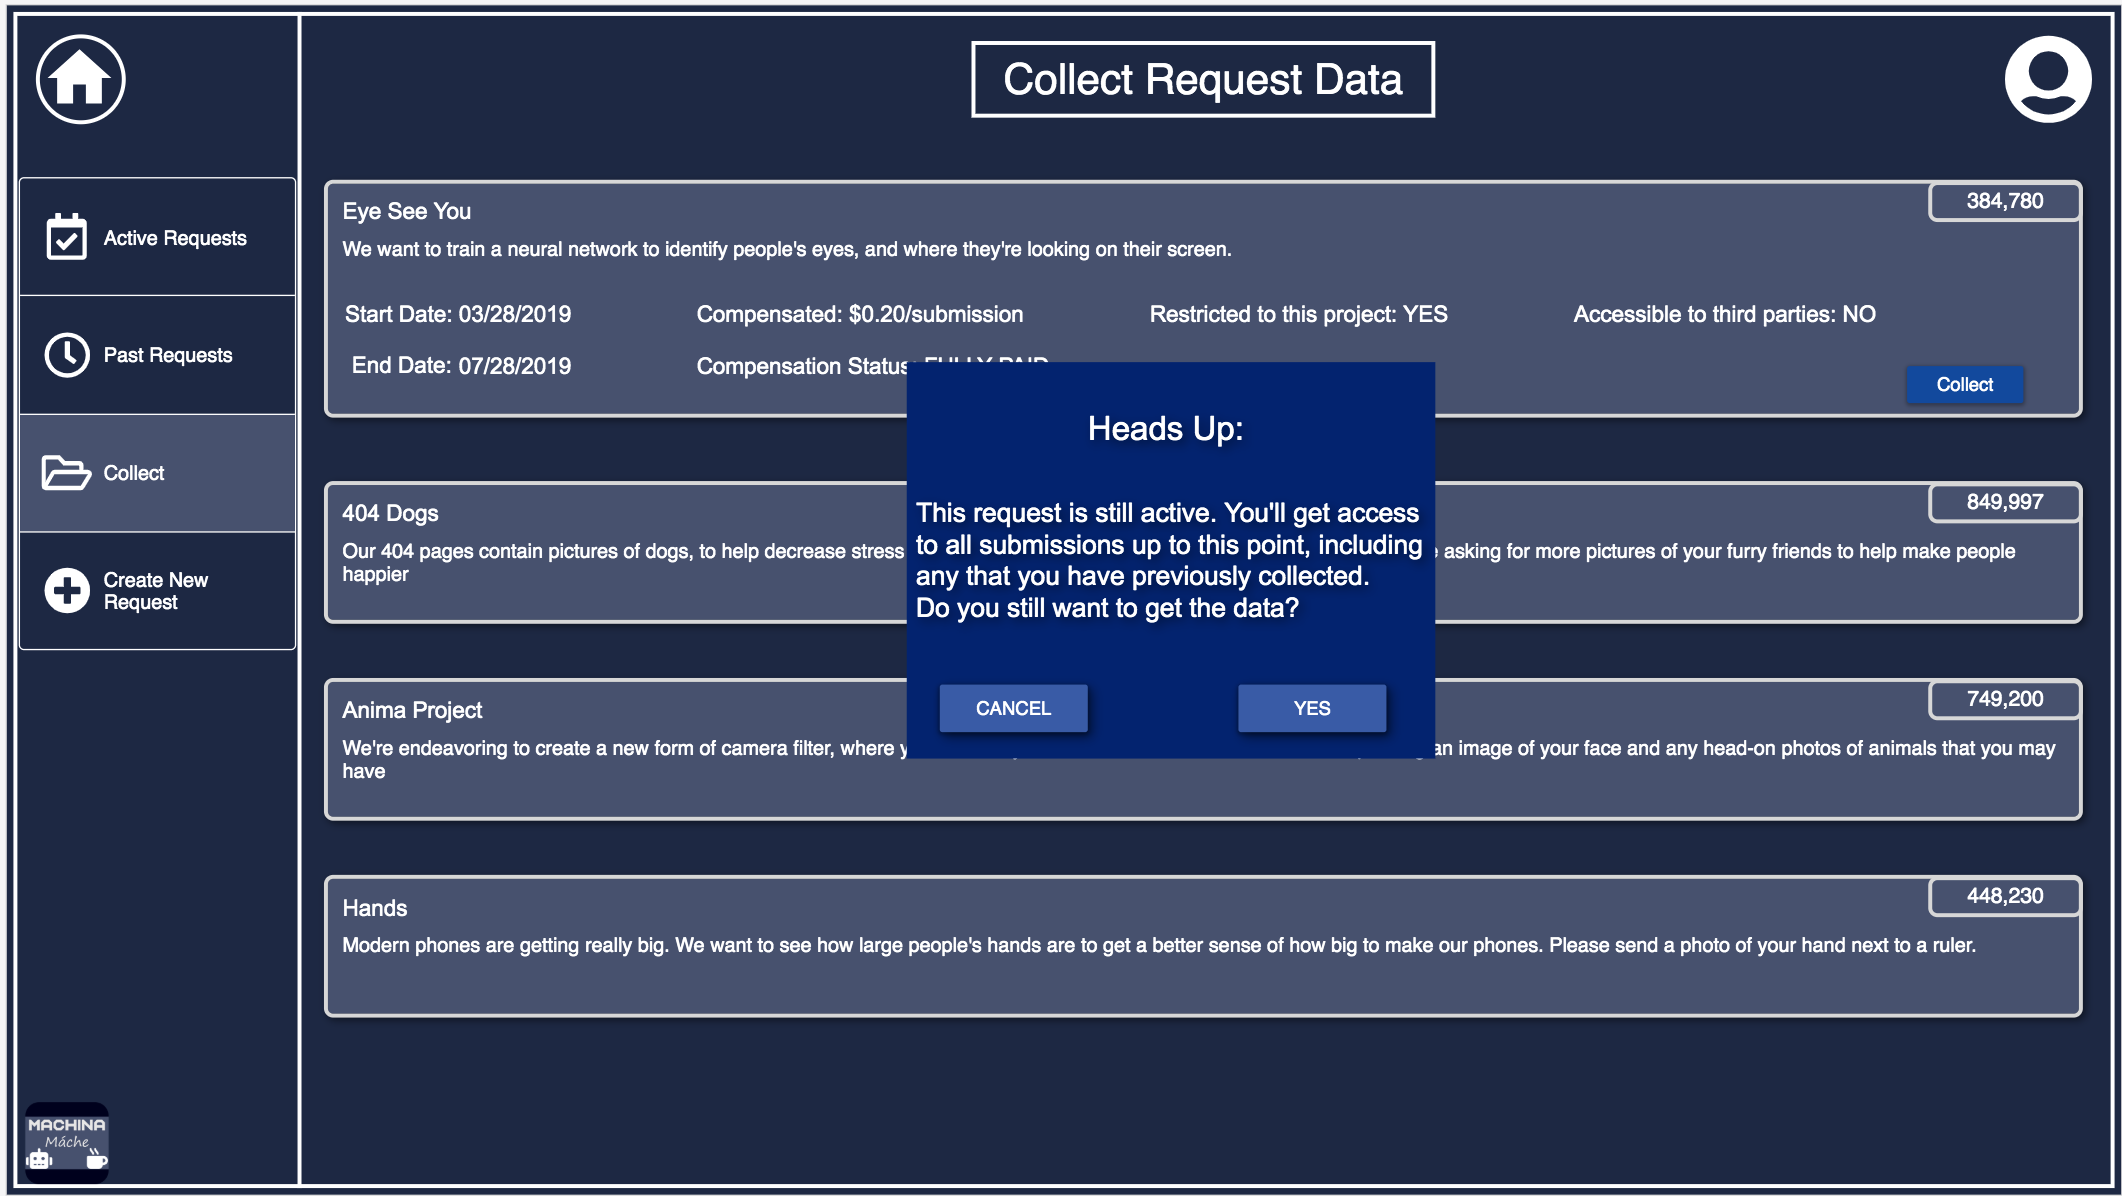 Collect Request Data
Active Requests
Past Requests
Collect
Create New
Request
Eye See You
384,780
We want to train a neural network to identify people's eyes, and where they're looking on their screen.
Start Date: 03/28/2019
Compensated: $0.20/submission
Restricted to this project: YES
Accessible to third parties: NO
End Date: 07/28/2019
Compensation Status: FULLY PAID
Collect
Heads Up:
This request is still active. You'll get access
to all submissions up to this point, including
any that you have previously collected.
Do you still want to get the data?
CANCEL
YES
404 Dogs
849,997
Our 404 pages contain pictures of dogs, to help decrease stress
asking for more pictures of your furry friends to help make people
happier
Anima Project
749,200
We're endeavoring to create a new form of camera filter, where
an image of your face and any head-on photos of animals that you may
have
Hands
448,230
Modern phones are getting really big. We want to see how large people's hands are to get a better sense of how big to make our phones. Please send a photo of your hand next to a ruler.
MACHINA
Máche